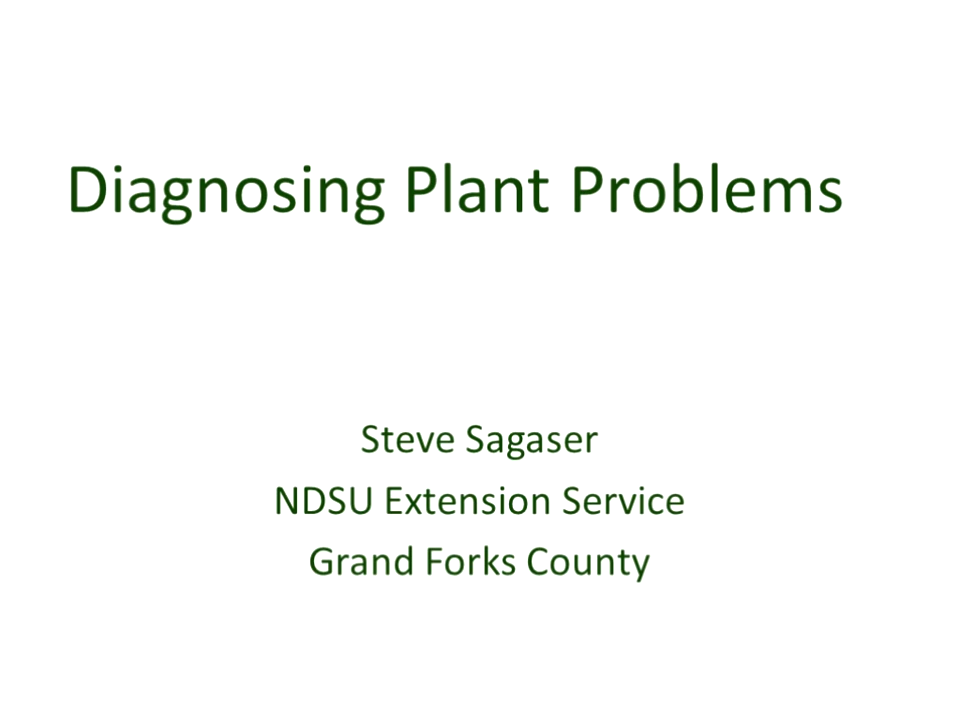 Diagnosing Plant Problems
Steve Sagaser
NDSU Extension Service
Grand Forks County